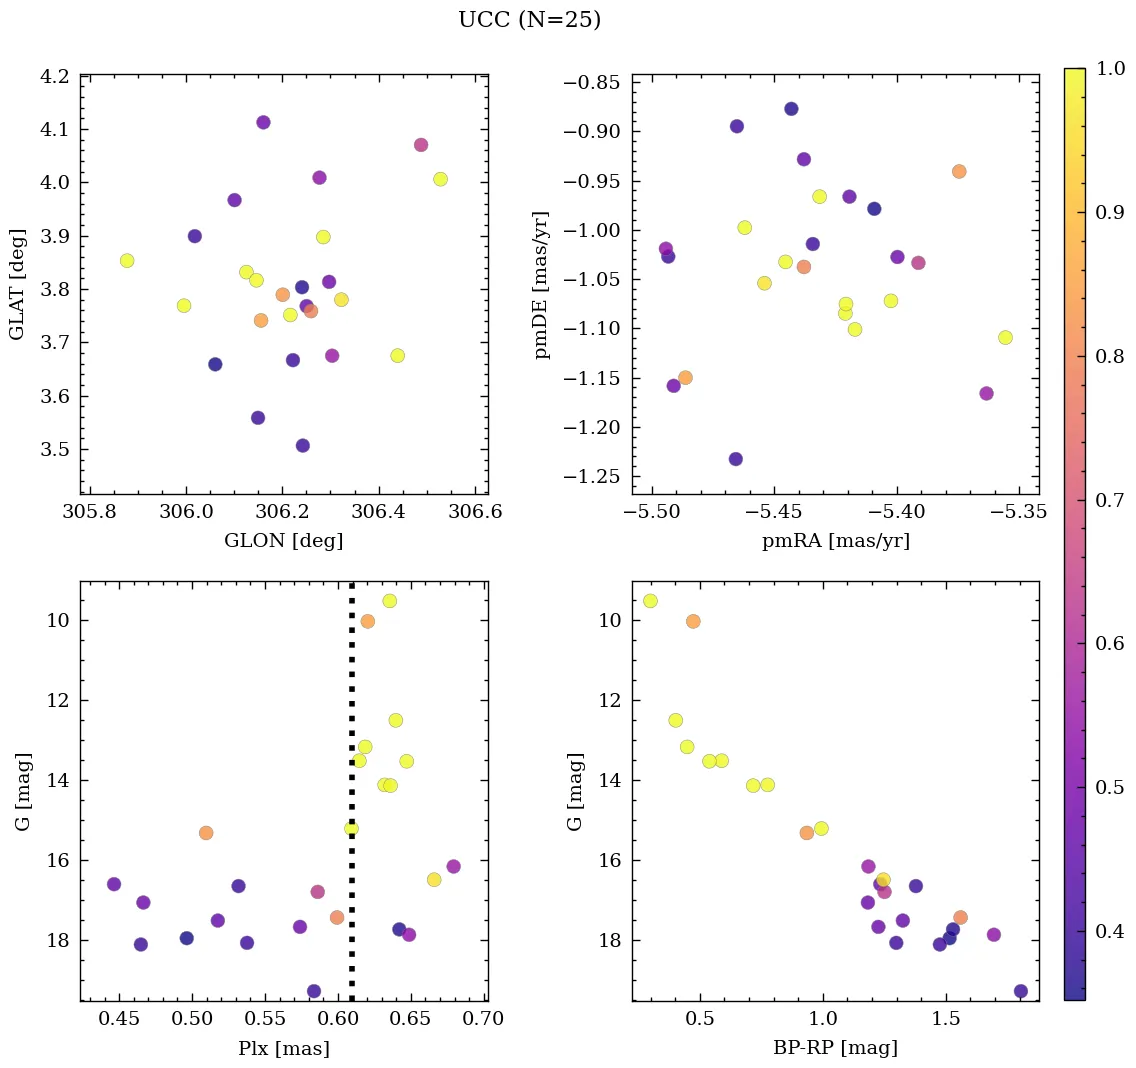 UCC (N=25)
4.2
4.1
4.0
3.9
3.8
3.7
3.6
3.5
GLAT [deg]
305.8 306.0 306.2 306.4 306.6
GLON [deg]
−0.85
−0.90
−0.95
−1.00
−1.05
−1.10
−1.15
−1.20
−1.25
pmDE [mas/yr]
−5.50 −5.45 −5.40 −5.35
pmRA [mas/yr]
10
12
14
16
18
G [mag]
0.45 0.50 0.55 0.60 0.65 0.70
Plx [mas]
10
12
14
16
18
G [mag]
0.5 1.0 1.5
BP-RP [mag]
1.0
0.9
0.8
0.7
0.6
0.5
0.4